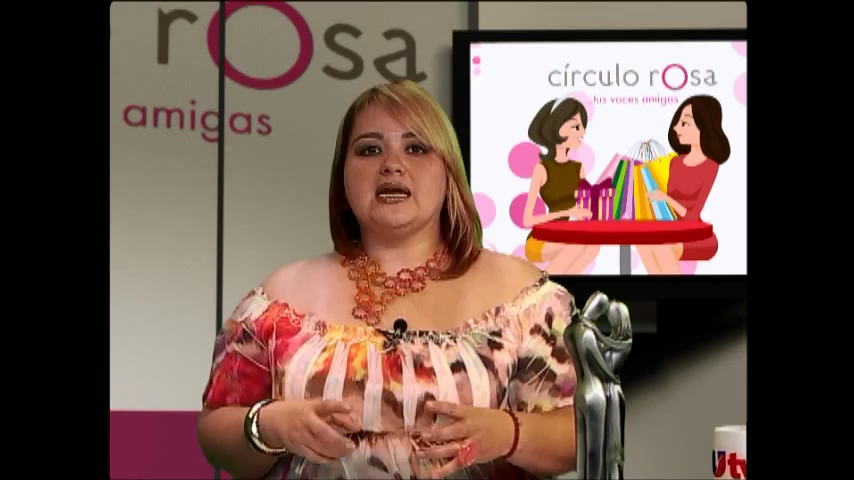 rosa
amigas
círculo rosa
tus voces amigas
Utv